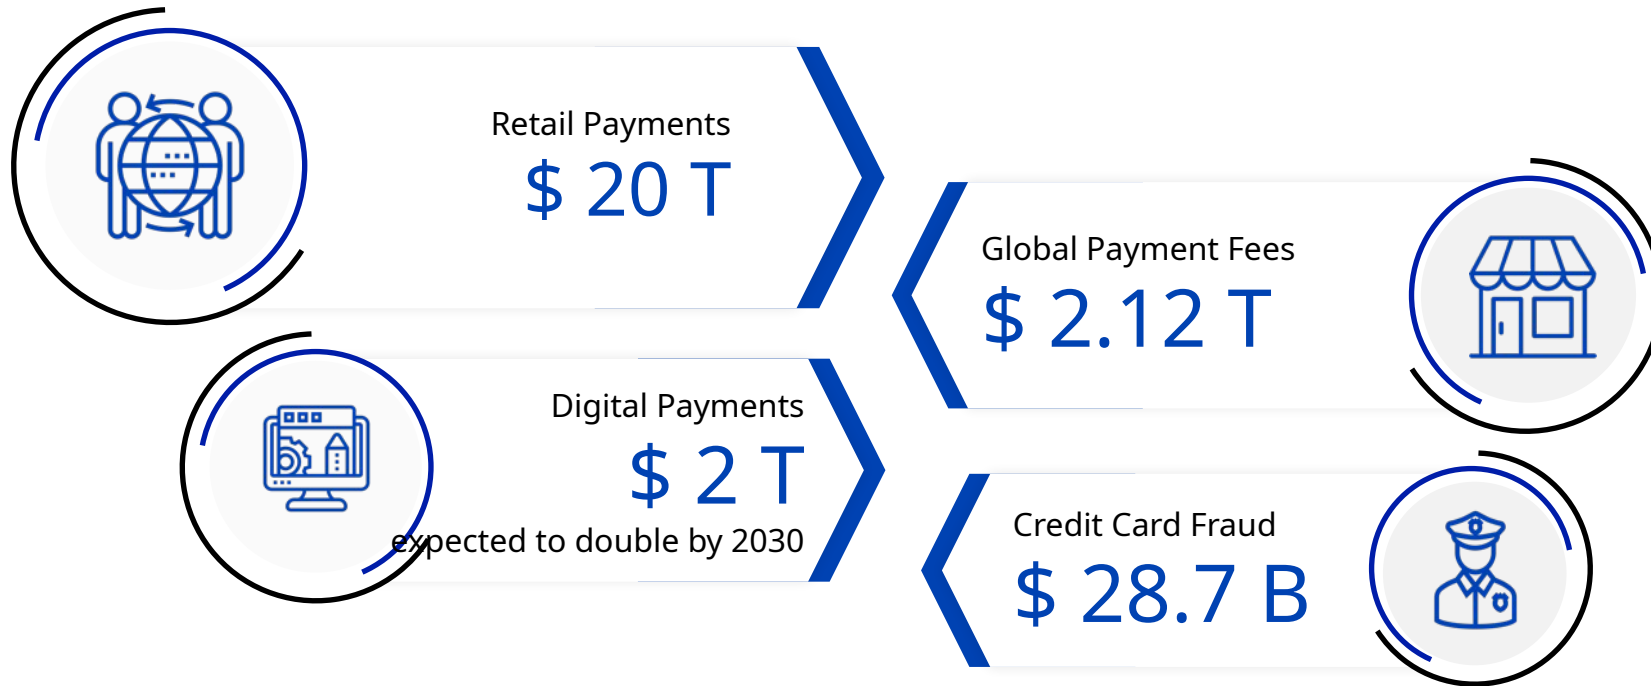 Retail Payments
$ 20 T
Global Payment Fees
$ 2.12 T
Digital Payments
$ 2 T
expected to double by 2030
Credit Card Fraud
$ 28.7 B